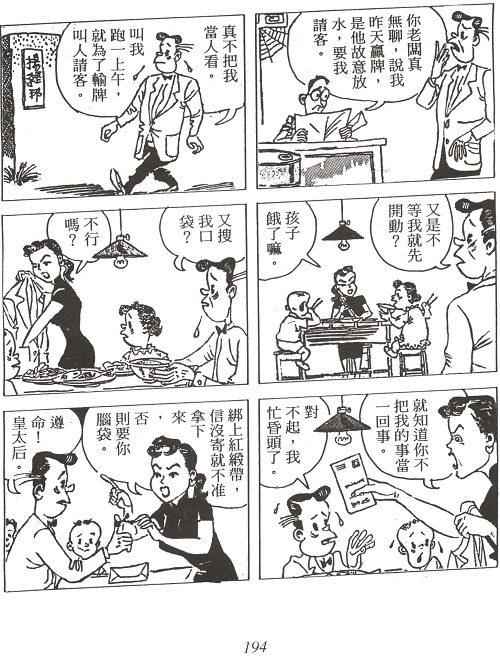 你老闆真
無聊，說我
昨天贏牌，
是他故意放
水，要我
請客。
真不把我
當人看。
叫我
跑一上午，
就為了輸牌
叫人請客。
又是不
等我就先
開動？
孩子
餓了嘛。
又搜
我口
袋？
不行
嗎？
就知道你不
把我的事當
一回事。
對
不起，我
忙昏頭了。
綁上紅緞帶，
信沒寄就不准
拿下
來，
否
則要你
腦袋。
遵
命！
皇太后。
194